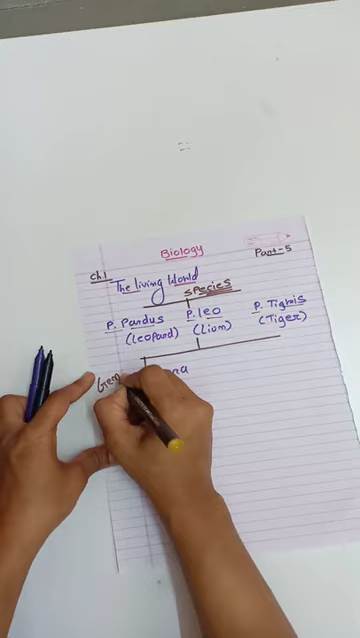 Biology
Part-5
ch1
The living World
Species
P. Pardus P. leo P. Tigris
(Leopard) (Lion) (Tiger)